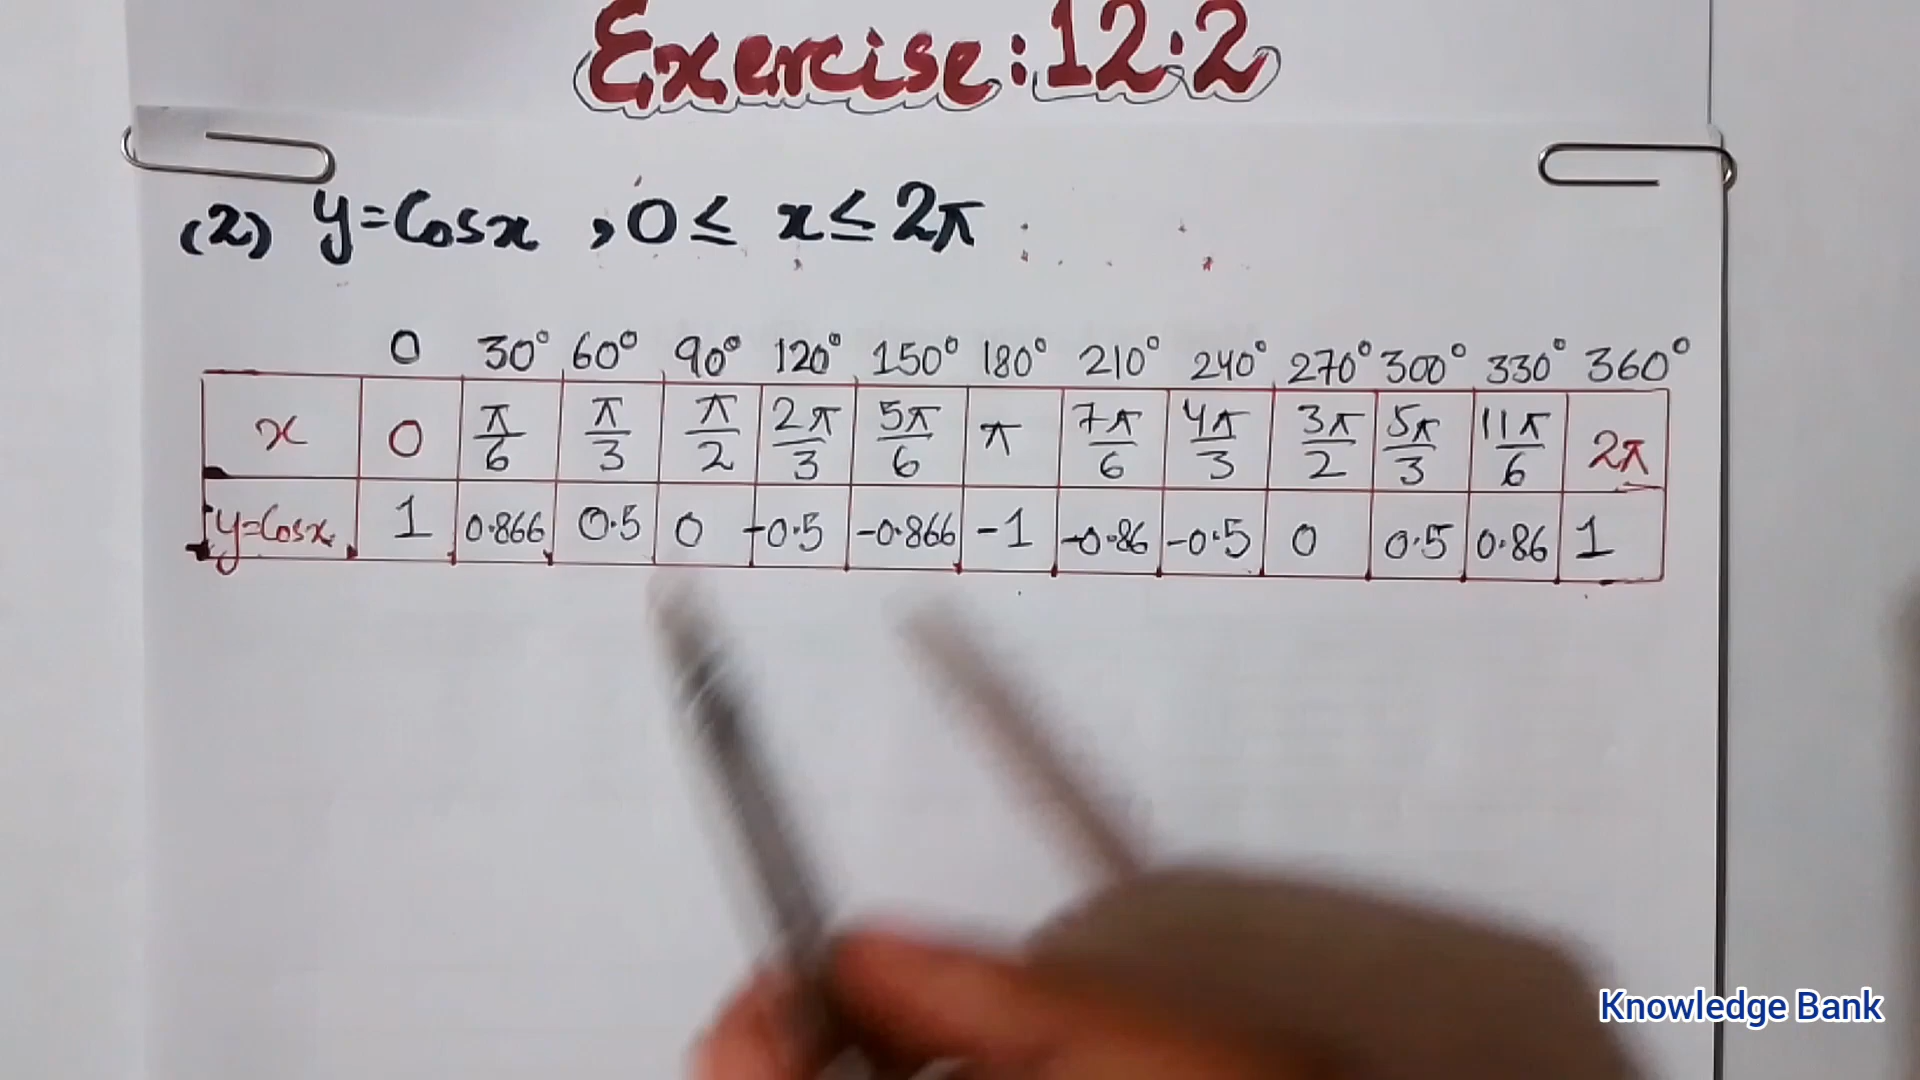 Exercise:12.2
(2) y=Cosx , 0 ≤ x ≤ 2π
0 30° 60° 90° 120° 150° 180° 210° 240° 270° 300° 330° 360°
x 0 π/6 π/3 π/2 2π/3 5π/6 π 7π/6 4π/3 3π/2 5π/3 11π/6 2π
y=Cosx 1 0.866 0.5 0 -0.5 -0.866 -1 -0.86 -0.5 0 0.5 0.86 1
Knowledge Bank